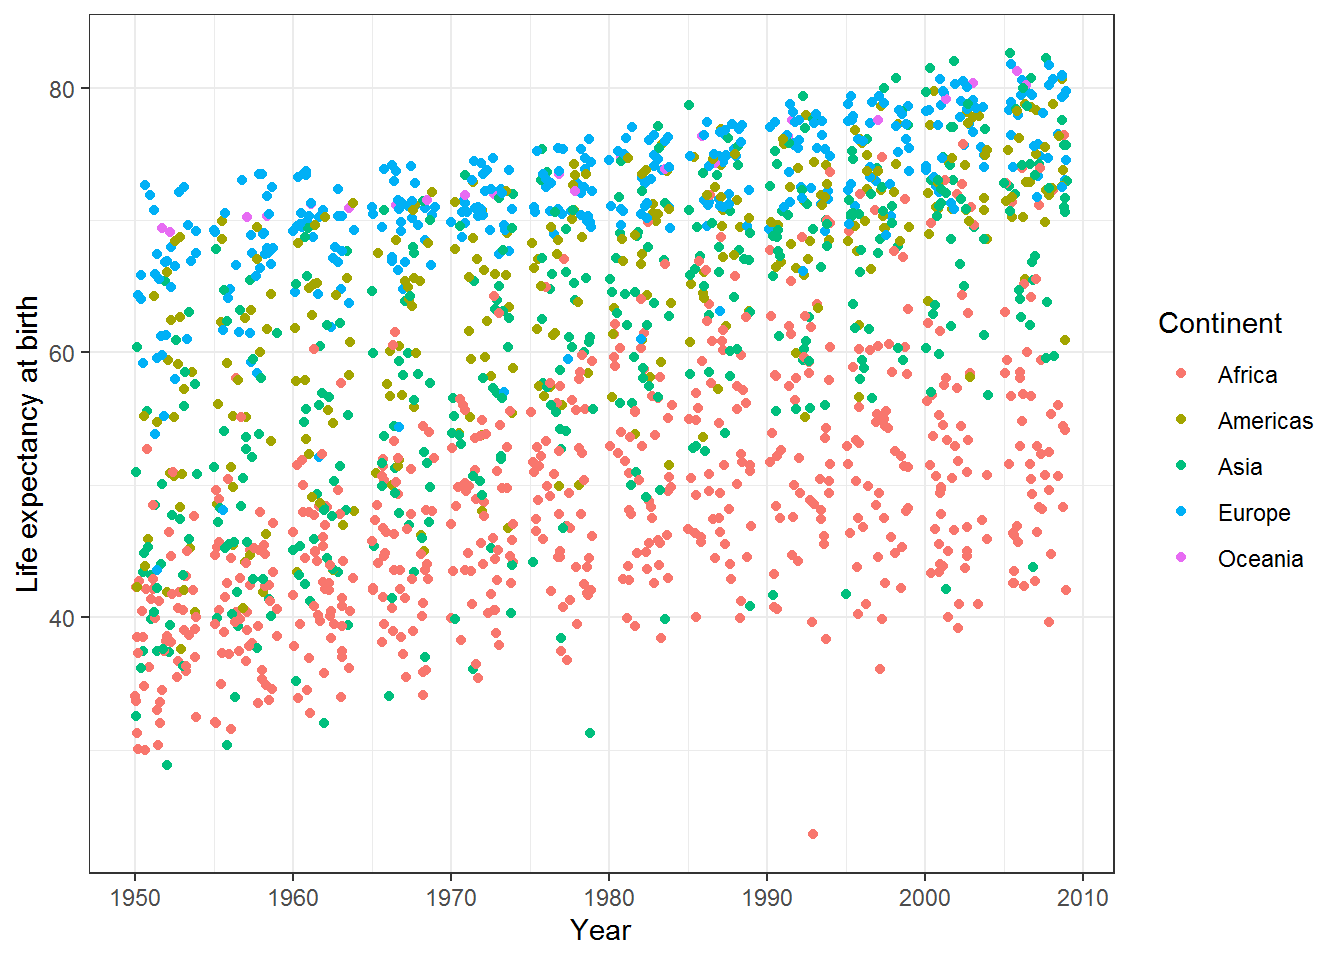 Life expectancy at birth
80
60
40
1950 1960 1970 1980 1990 2000 2010
Year
Continent
Africa
Americas
Asia
Europe
Oceania